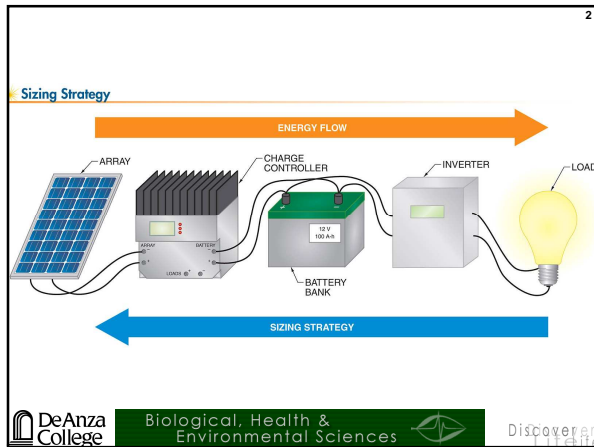 2
Sizing Strategy
ENERGY FLOW
ARRAY
CHARGE
CONTROLLER
INVERTER
LOAD
ARRAY
BATTERY
LOADS
12 V
100 A-h
BATTERY
BANK
SIZING STRATEGY
De Anza
College
Biological, Health &
Environmental Sciences
Discover